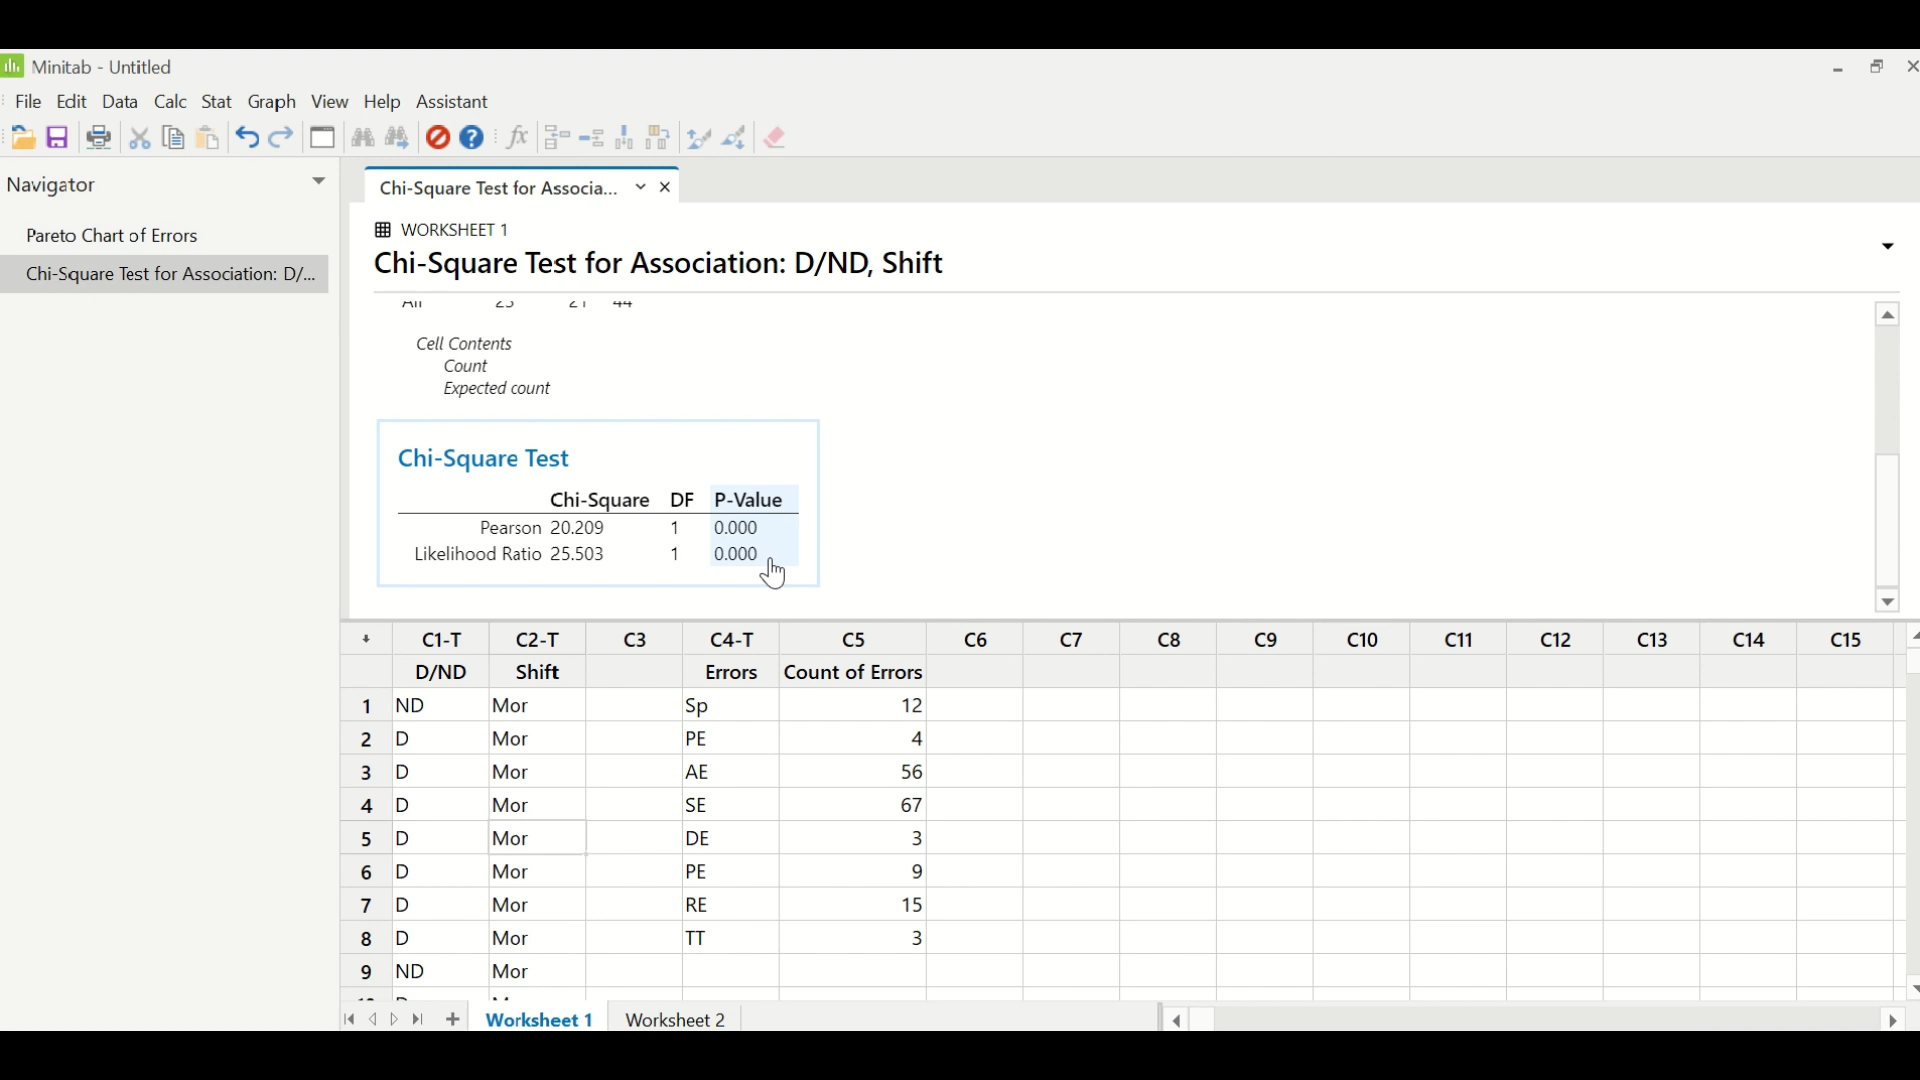 Minitab - Untitled
File Edit Data Calc Stat Graph View Help Assistant
Navigator
Pareto Chart of Errors
Chi-Square Test for Association: D/...
Chi-Square Test for Associa...
WORKSHEET 1
Chi-Square Test for Association: D/ND, Shift
All 23 21 44
Cell Contents
Count
Expected count
Chi-Square Test
Chi-Square DF P-Value
Pearson 20.209 1 0.000
Likelihood Ratio 25.503 1 0.000
C1-T C2-T C3 C4-T C5 C6 C7 C8 C9 C10 C11 C12 C13 C14 C15
D/ND Shift Errors Count of Errors
1 ND Mor Sp 12
2 D Mor PE 4
3 D Mor AE 56
4 D Mor SE 67
5 D Mor DE 3
6 D Mor PE 9
7 D Mor RE 15
8 D Mor TT 3
9 ND Mor
Worksheet 1 Worksheet 2